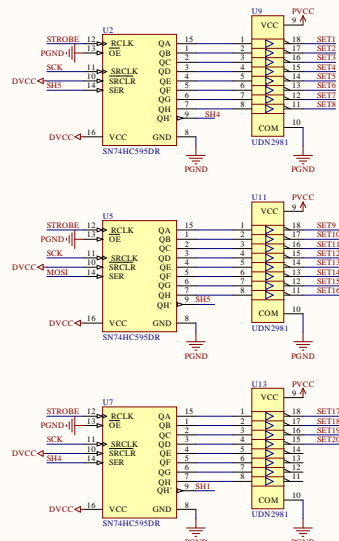 U2
U9
PVCC
VCC
9
STROBE 12 RCLK QA 15 1 18 SET1
PGND 13 OE QB 1 2 17 SET2
QC 2 3 16 SET3
SCK 11 SRCLK QD 3 4 15 SET4
DVCC 10 SRCLR QE 4 5 14 SET5
SH5 14 SER QF 5 6 13 SET6
QG 6 7 12 SET7
QH 7 8 11 SET8
QH' 9 SH4
COM 10
DVCC 16 VCC GND 8
SN74HC595DR
UDN2981
PGND
PGND
U5
U11
PVCC
VCC
9
STROBE 12 RCLK QA 15 1 18 SET9
PGND 13 OE QB 1 2 17 SET10
QC 2 3 16 SET11
SCK 11 SRCLK QD 3 4 15 SET12
DVCC 10 SRCLR QE 4 5 14 SET13
MOSI 14 SER QF 5 6 13 SET14
QG 6 7 12 SET15
QH 7 8 11 SET16
QH' 9 SH5
COM 10
DVCC 16 VCC GND 8
SN74HC595DR
UDN2981
PGND
PGND
U7
U13
PVCC
VCC
9
STROBE 12 RCLK QA 15 1 18 SET17
PGND 13 OE QB 1 2 17 SET18
QC 2 3 16 SET19
SCK 11 SRCLK QD 3 4 15 SET20
DVCC 10 SRCLR QE 4 5 14
SH4 14 SER QF 5 6 13
QG 6 7 12
QH 7 8 11
QH' 9 SH1
COM 10
DVCC 16 VCC GND 8
SN74HC595DR
UDN2981
PGND
PGND